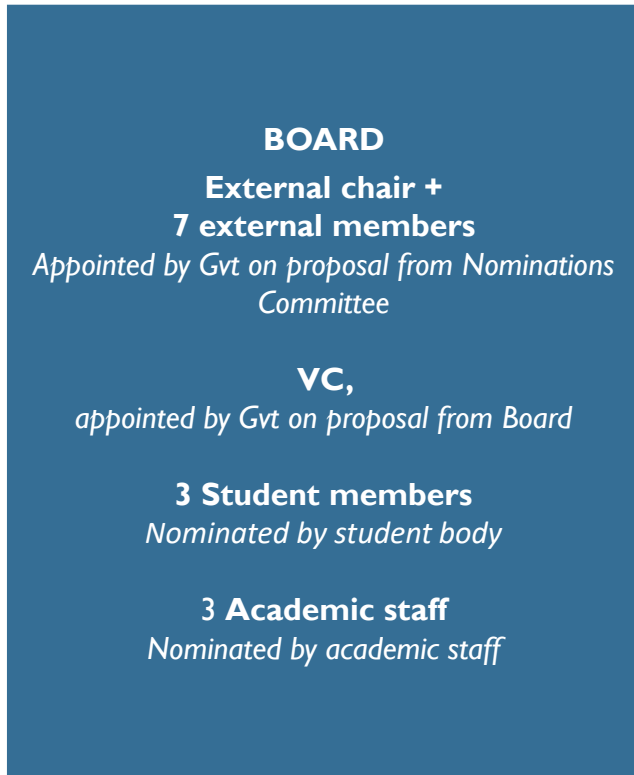 BOARD
External chair +
7 external members
Appointed by Gvt on proposal from Nominations
Committee
VC,
appointed by Gvt on proposal from Board
3 Student members
Nominated by student body
3 Academic staff
Nominated by academic staff